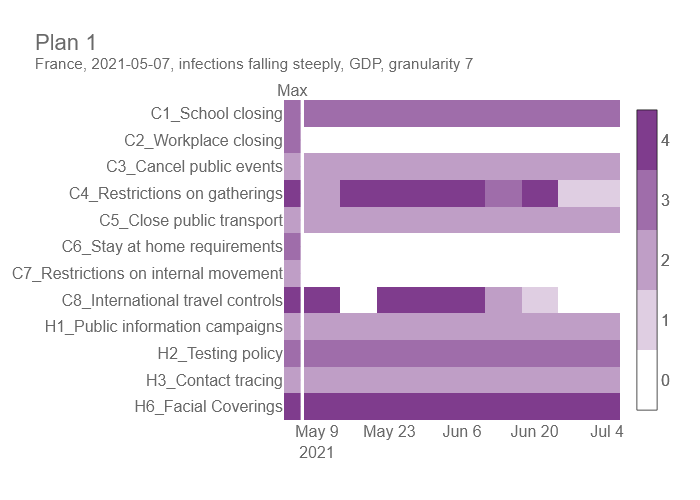 Plan 1
France, 2021-05-07, infections falling steeply, GDP, granularity 7
Max
C1_School closing
C2_Workplace closing
C3_Cancel public events
C4_Restrictions on gatherings
C5_Close public transport
C6_Stay at home requirements
C7_Restrictions on internal movement
C8_International travel controls
H1_Public information campaigns
H2_Testing policy
H3_Contact tracing
H6_Facial Coverings
May 9 May 23 Jun 6 Jun 20 Jul 4
2021
4
3
2
1
0